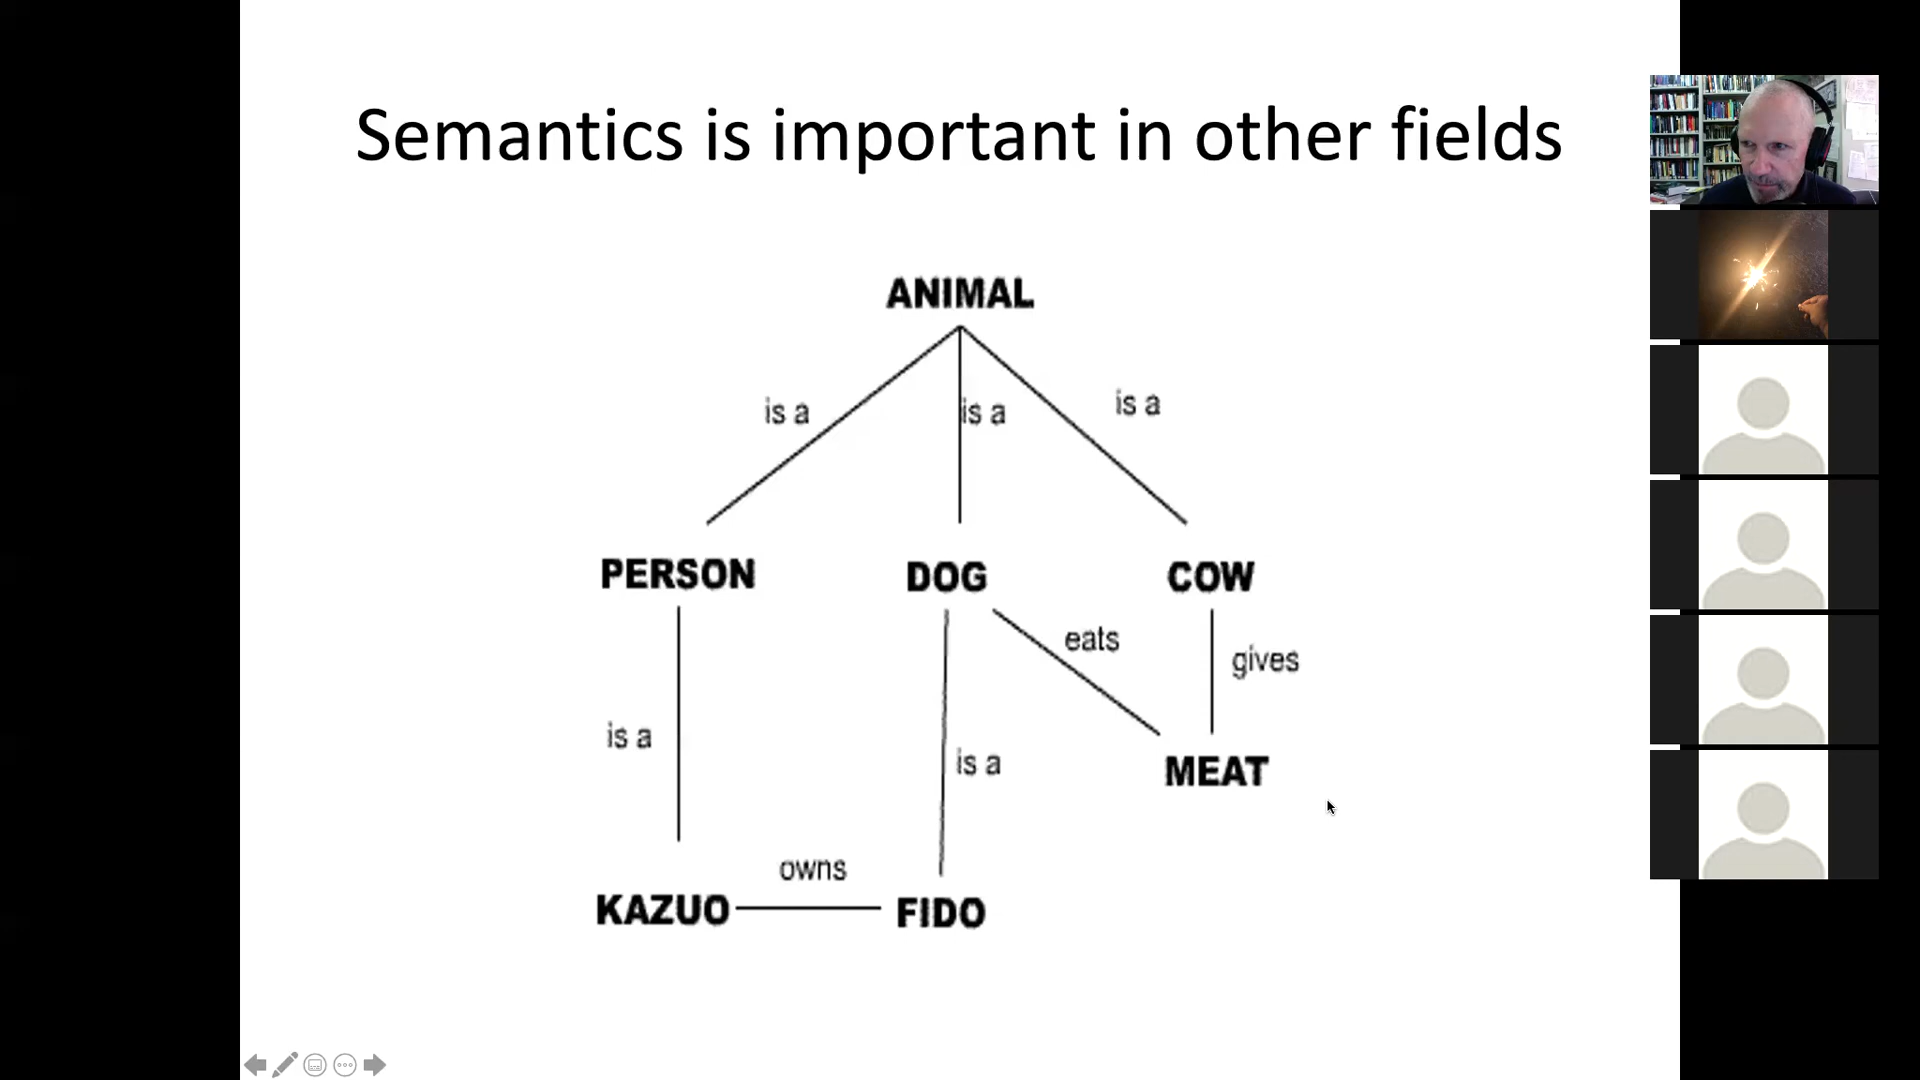 Semantics is important in other fields
ANIMAL
is a
is a
is a
PERSON
DOG
COW
eats
gives
is a
is a
MEAT
owns
KAZUO
FIDO